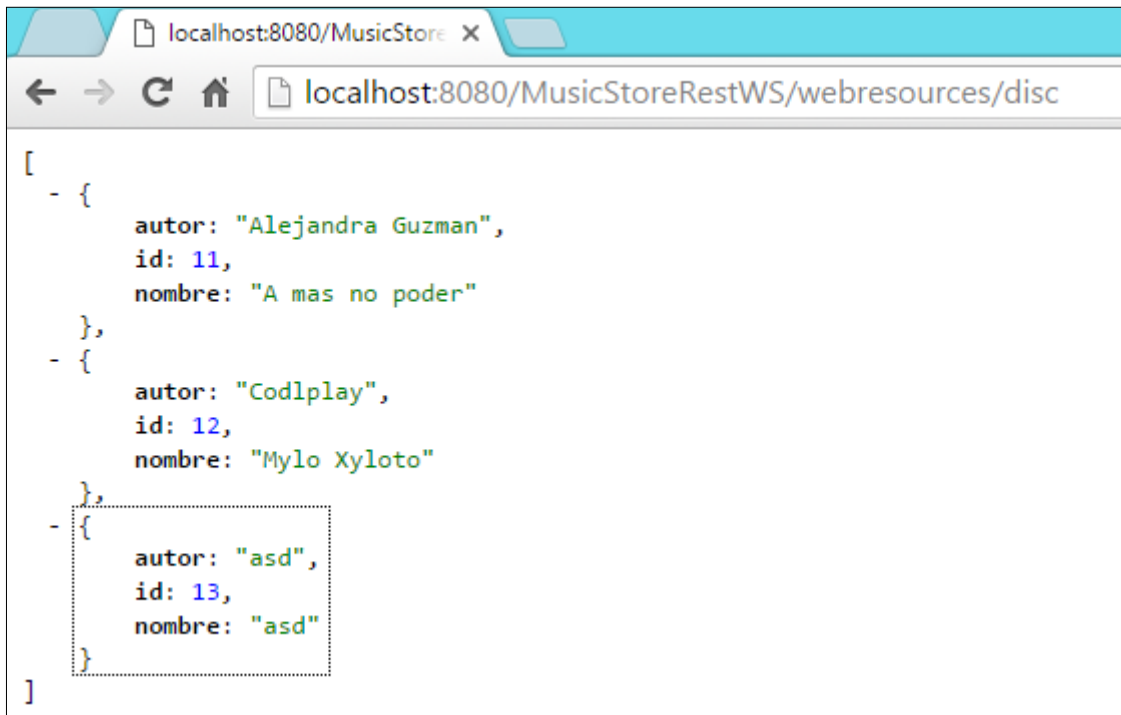 localhost:8080/MusicStore
localhost:8080/MusicStoreRestWS/webresources/disc
[
- {
autor: "Alejandra Guzman",
id: 11,
nombre: "A mas no poder"
},
- {
autor: "Codlplay",
id: 12,
nombre: "Mylo Xyloto"
},
- {
autor: "asd",
id: 13,
nombre: "asd"
}
]